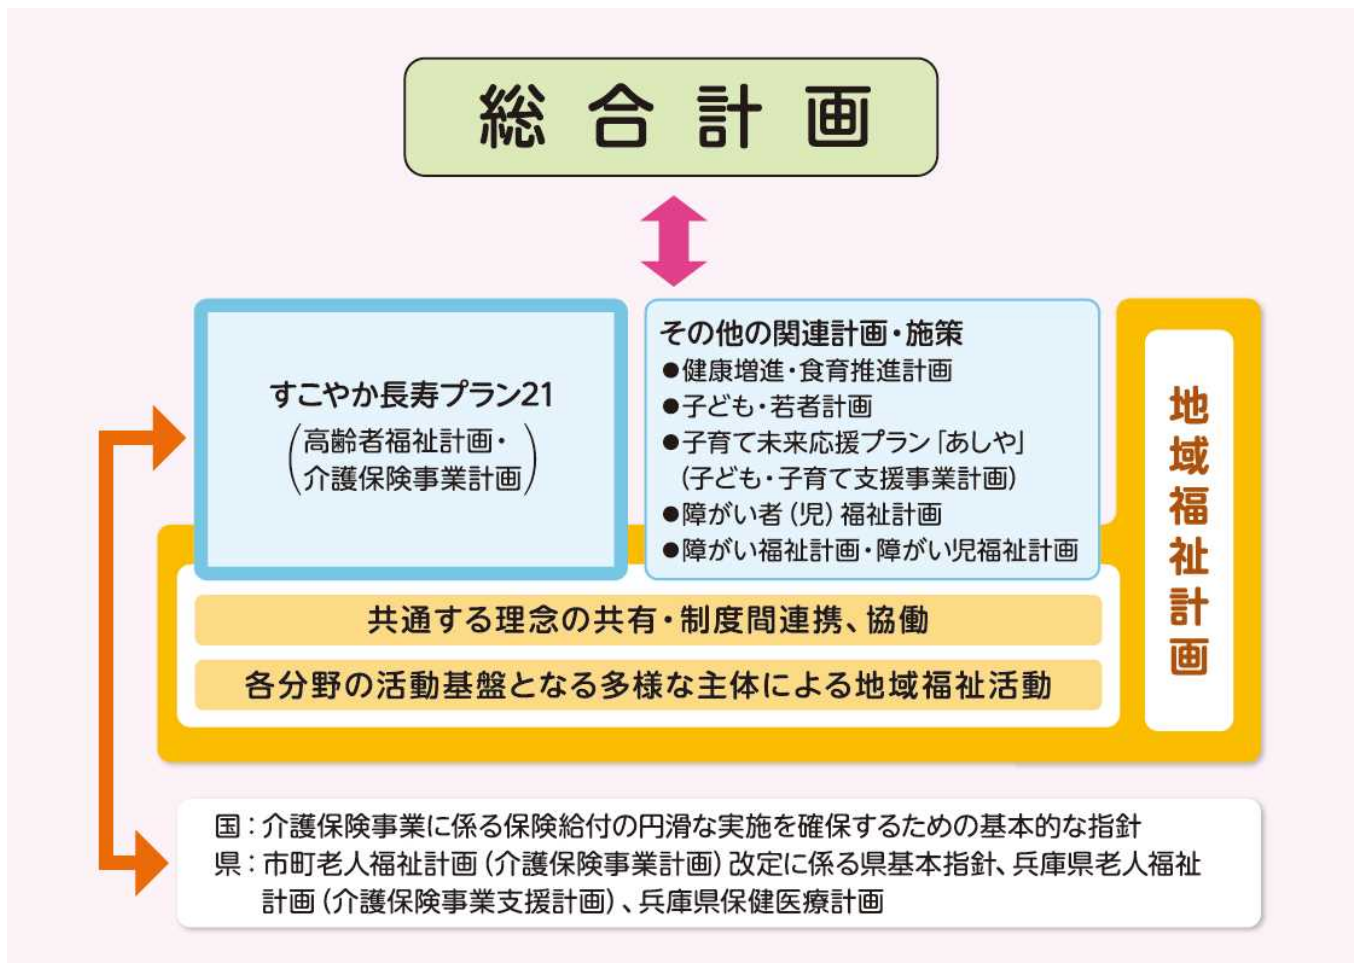 総合計画
すこやか長寿プラン21
(高齢者福祉計画・
介護保険事業計画)
その他の関連計画・施策
●健康増進・食育推進計画
●子ども・若者計画
●子育て未来応援プラン「あしや」
(子ども・子育て支援事業計画)
●障がい者(児)福祉計画
●障がい福祉計画・障がい児福祉計画
地域福祉計画
共通する理念の共有・制度間連携、協働
各分野の活動基盤となる多様な主体による地域福祉活動
国:介護保険事業に係る保険給付の円滑な実施を確保するための基本的な指針
県:市町老人福祉計画(介護保険事業計画)改定に係る県基本指針、兵庫県老人福祉
計画(介護保険事業支援計画)、兵庫県保健医療計画